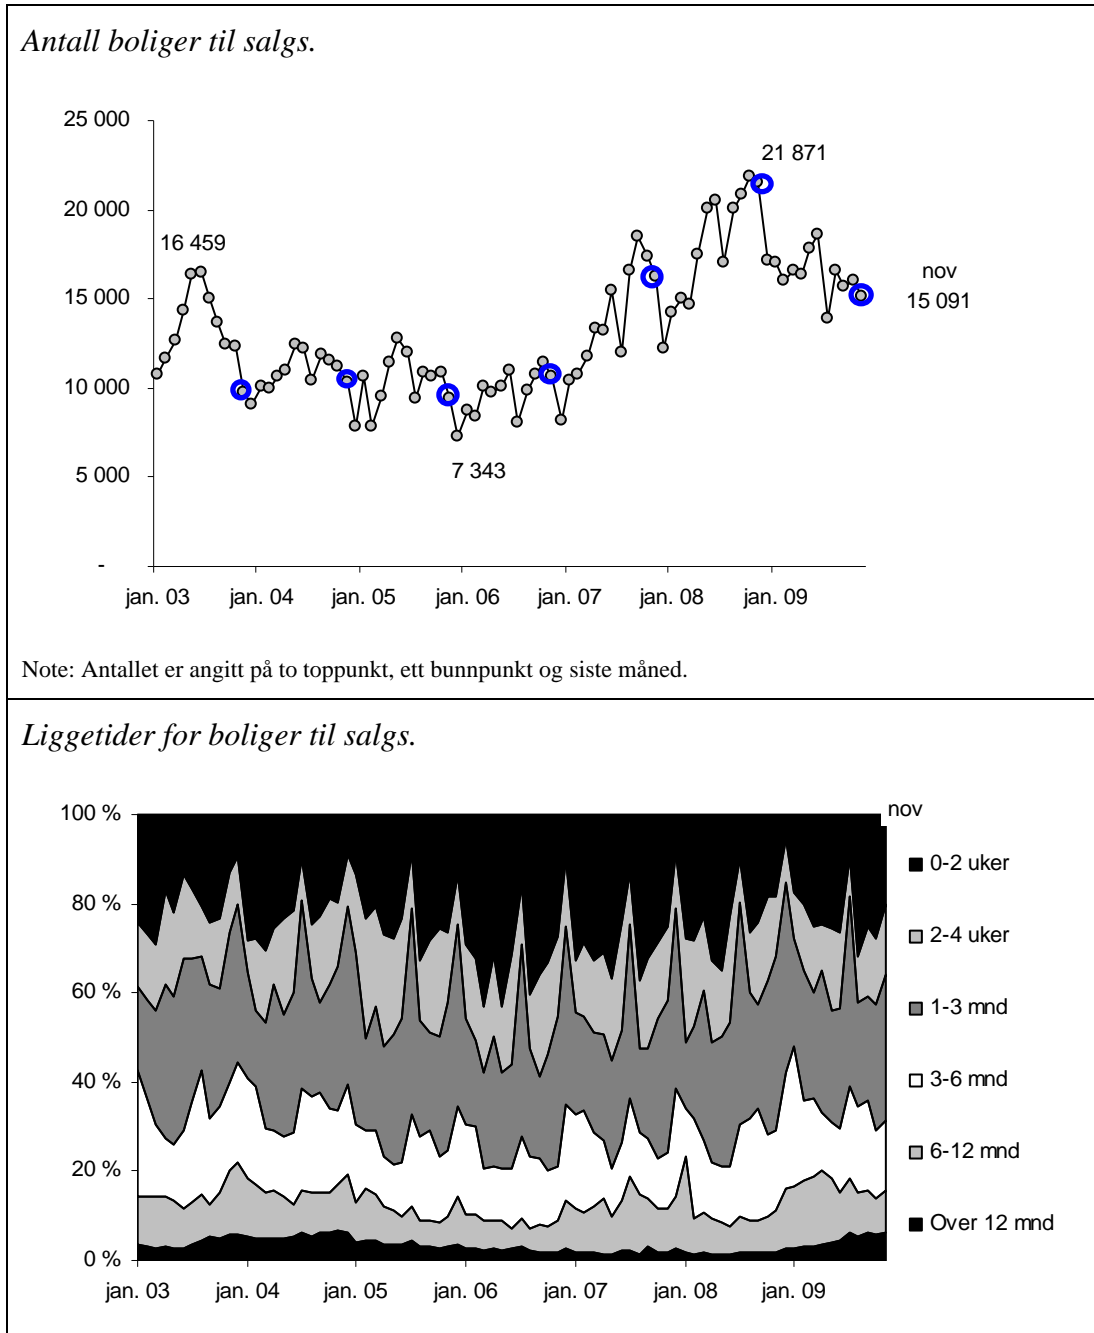 Antall boliger til salgs.
25 000
21 871
20 000
16 459
nov
15 000
15 091
10 000
7 343
5 000
-
jan. 03
jan. 04
jan. 05
jan. 06
jan. 07
jan. 08
jan. 09
Note: Antallet er angitt på to toppunkt, ett bunnpunkt og siste måned.
Liggetider for boliger til salgs.
100 %
nov
0-2 uker
80 %
2-4 uker
60 %
1-3 mnd
40 %
3-6 mnd
20 %
6-12 mnd
Over 12 mnd
0 %
jan. 03
jan. 04
jan. 05
jan. 06
jan. 07
jan. 08
jan. 09